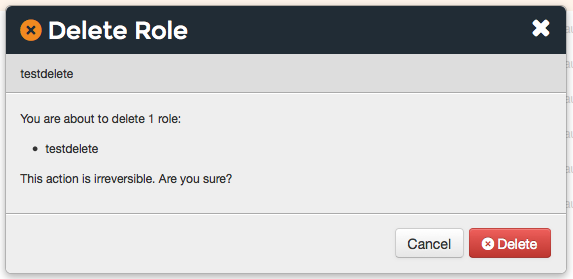 Delete Role
testdelete
You are about to delete 1 role:
testdelete
This action is irreversible. Are you sure?
Cancel
Delete